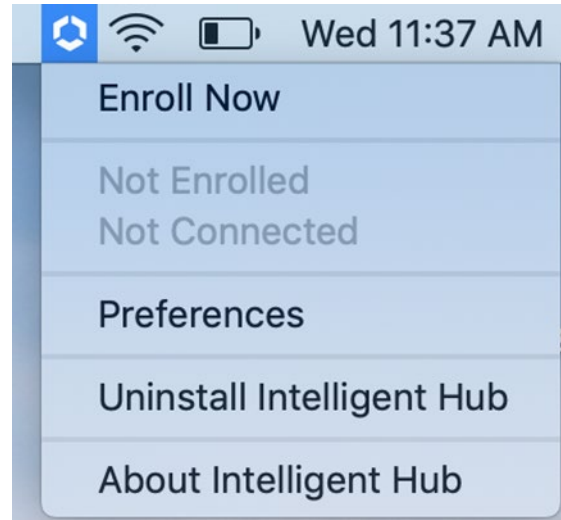 Wed 11:37 AM
Enroll Now
Not Enrolled
Not Connected
Preferences
Uninstall Intelligent Hub
About Intelligent Hub